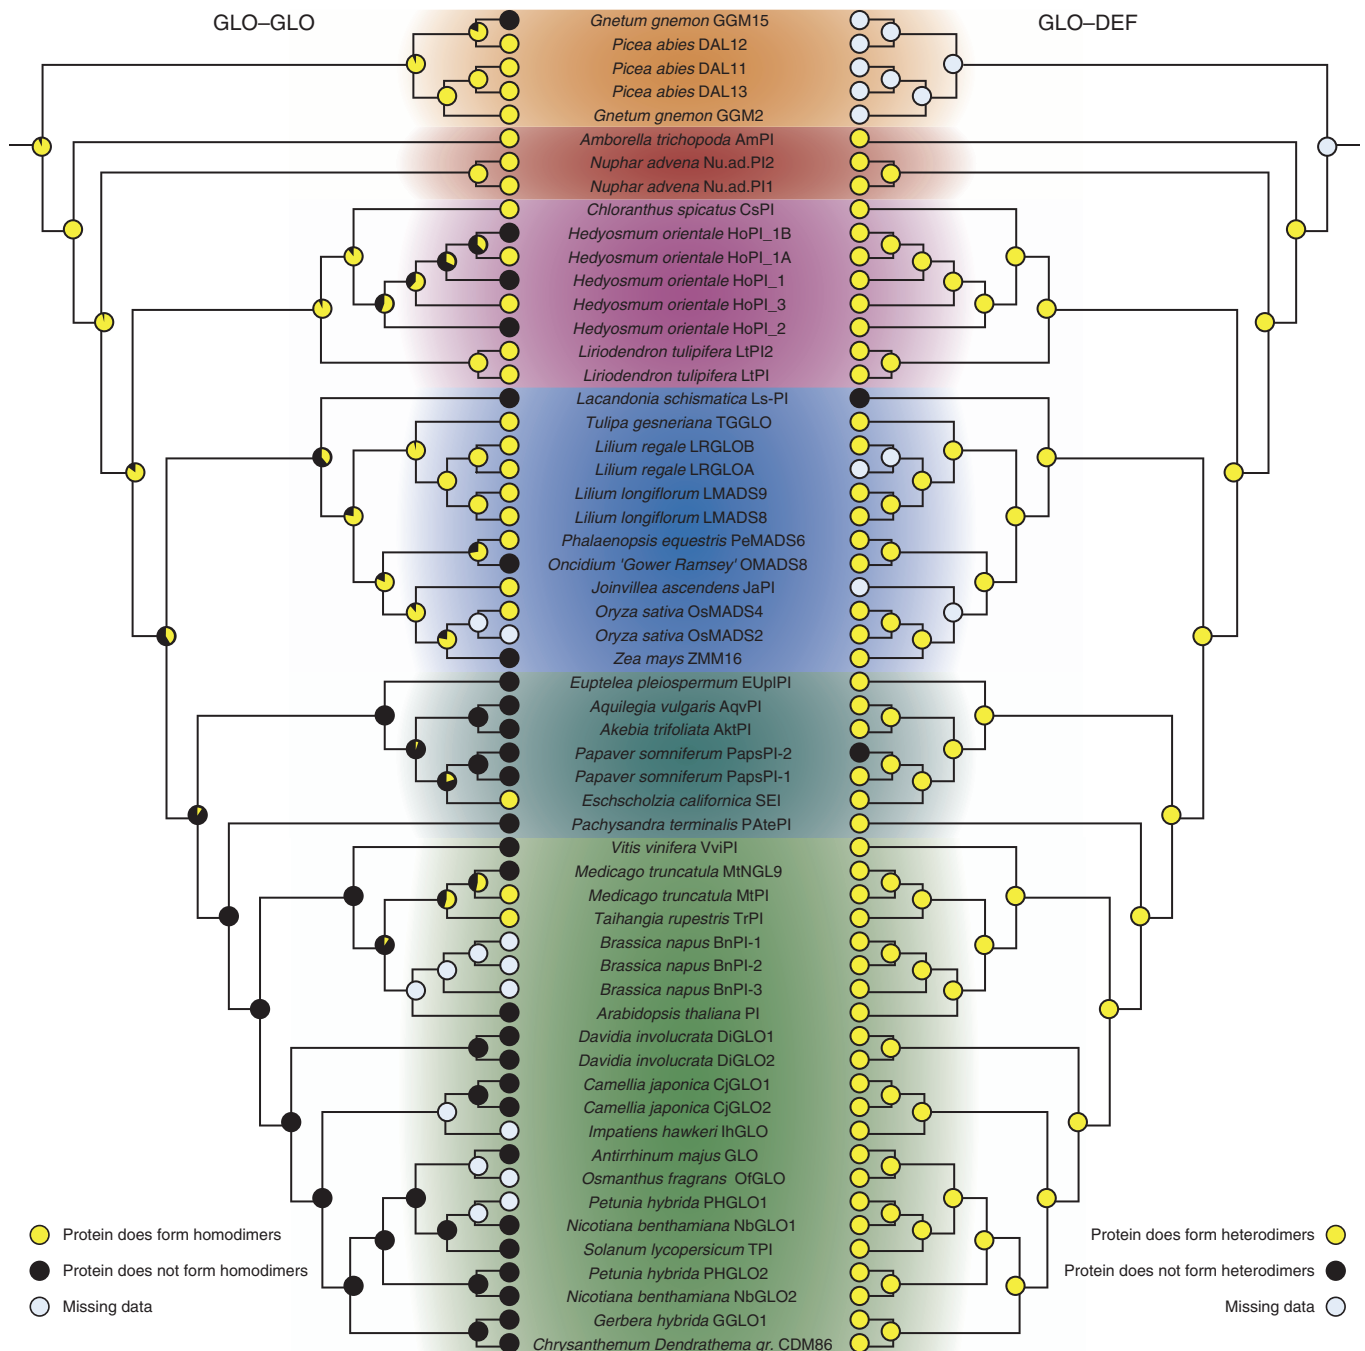 GLO–GLO
GLO–DEF
Gnetum gnemon GGM15
Picea abies DAL12
Picea abies DAL11
Picea abies DAL13
Gnetum gnemon GGM2
Amborella trichopoda AmPI
Nuphar advena Nu.ad.PI2
Nuphar advena Nu.ad.PI1
Chloranthus spicatus CsPI
Hedyosmum orientale HoPI_1B
Hedyosmum orientale HoPI_1A
Hedyosmum orientale HoPI_1
Hedyosmum orientale HoPI_3
Hedyosmum orientale HoPI_2
Liriodendron tulipifera LtPI2
Liriodendron tulipifera LtPI
Lacandonia schismatica Ls-PI
Tulipa gesneriana TGGLO
Lilium regale LRGLOB
Lilium regale LRGLOA
Lilium longiflorum LMADS9
Lilium longiflorum LMADS8
Phalaenopsis equestris PeMADS6
Oncidium 'Gower Ramsey' OMADS8
Joinvillea ascendens JaPI
Oryza sativa OsMADS4
Oryza sativa OsMADS2
Zea mays ZMM16
Euptelea pleiospermum EUplPI
Aquilegia vulgaris AqvPI
Akebia trifoliata AktPI
Papaver somniferum PapsPI-2
Papaver somniferum PapsPI-1
Eschscholzia californica SEI
Pachysandra terminalis PAtePI
Vitis vinifera VviPI
Medicago truncatula MtNGL9
Medicago truncatula MtPI
Taihangia rupestris TrPI
Brassica napus BnPI-1
Brassica napus BnPI-2
Brassica napus BnPI-3
Arabidopsis thaliana PI
Davidia involucrata DiGLO1
Davidia involucrata DiGLO2
Camellia japonica CjGLO1
Camellia japonica CjGLO2
Impatiens hawkeri IhGLO
Antirrhinum majus GLO
Osmanthus fragrans OfGLO
Petunia hybrida PHGLO1
Nicotiana benthamiana NbGLO1
Solanum lycopersicum TPI
Petunia hybrida PHGLO2
Nicotiana benthamiana NbGLO2
Gerbera hybrida GGLO1
Chrysanthemum Dendrathema gr. CDM86
Protein does form homodimers
Protein does not form homodimers
Missing data
Protein does form heterodimers
Protein does not form heterodimers
Missing data